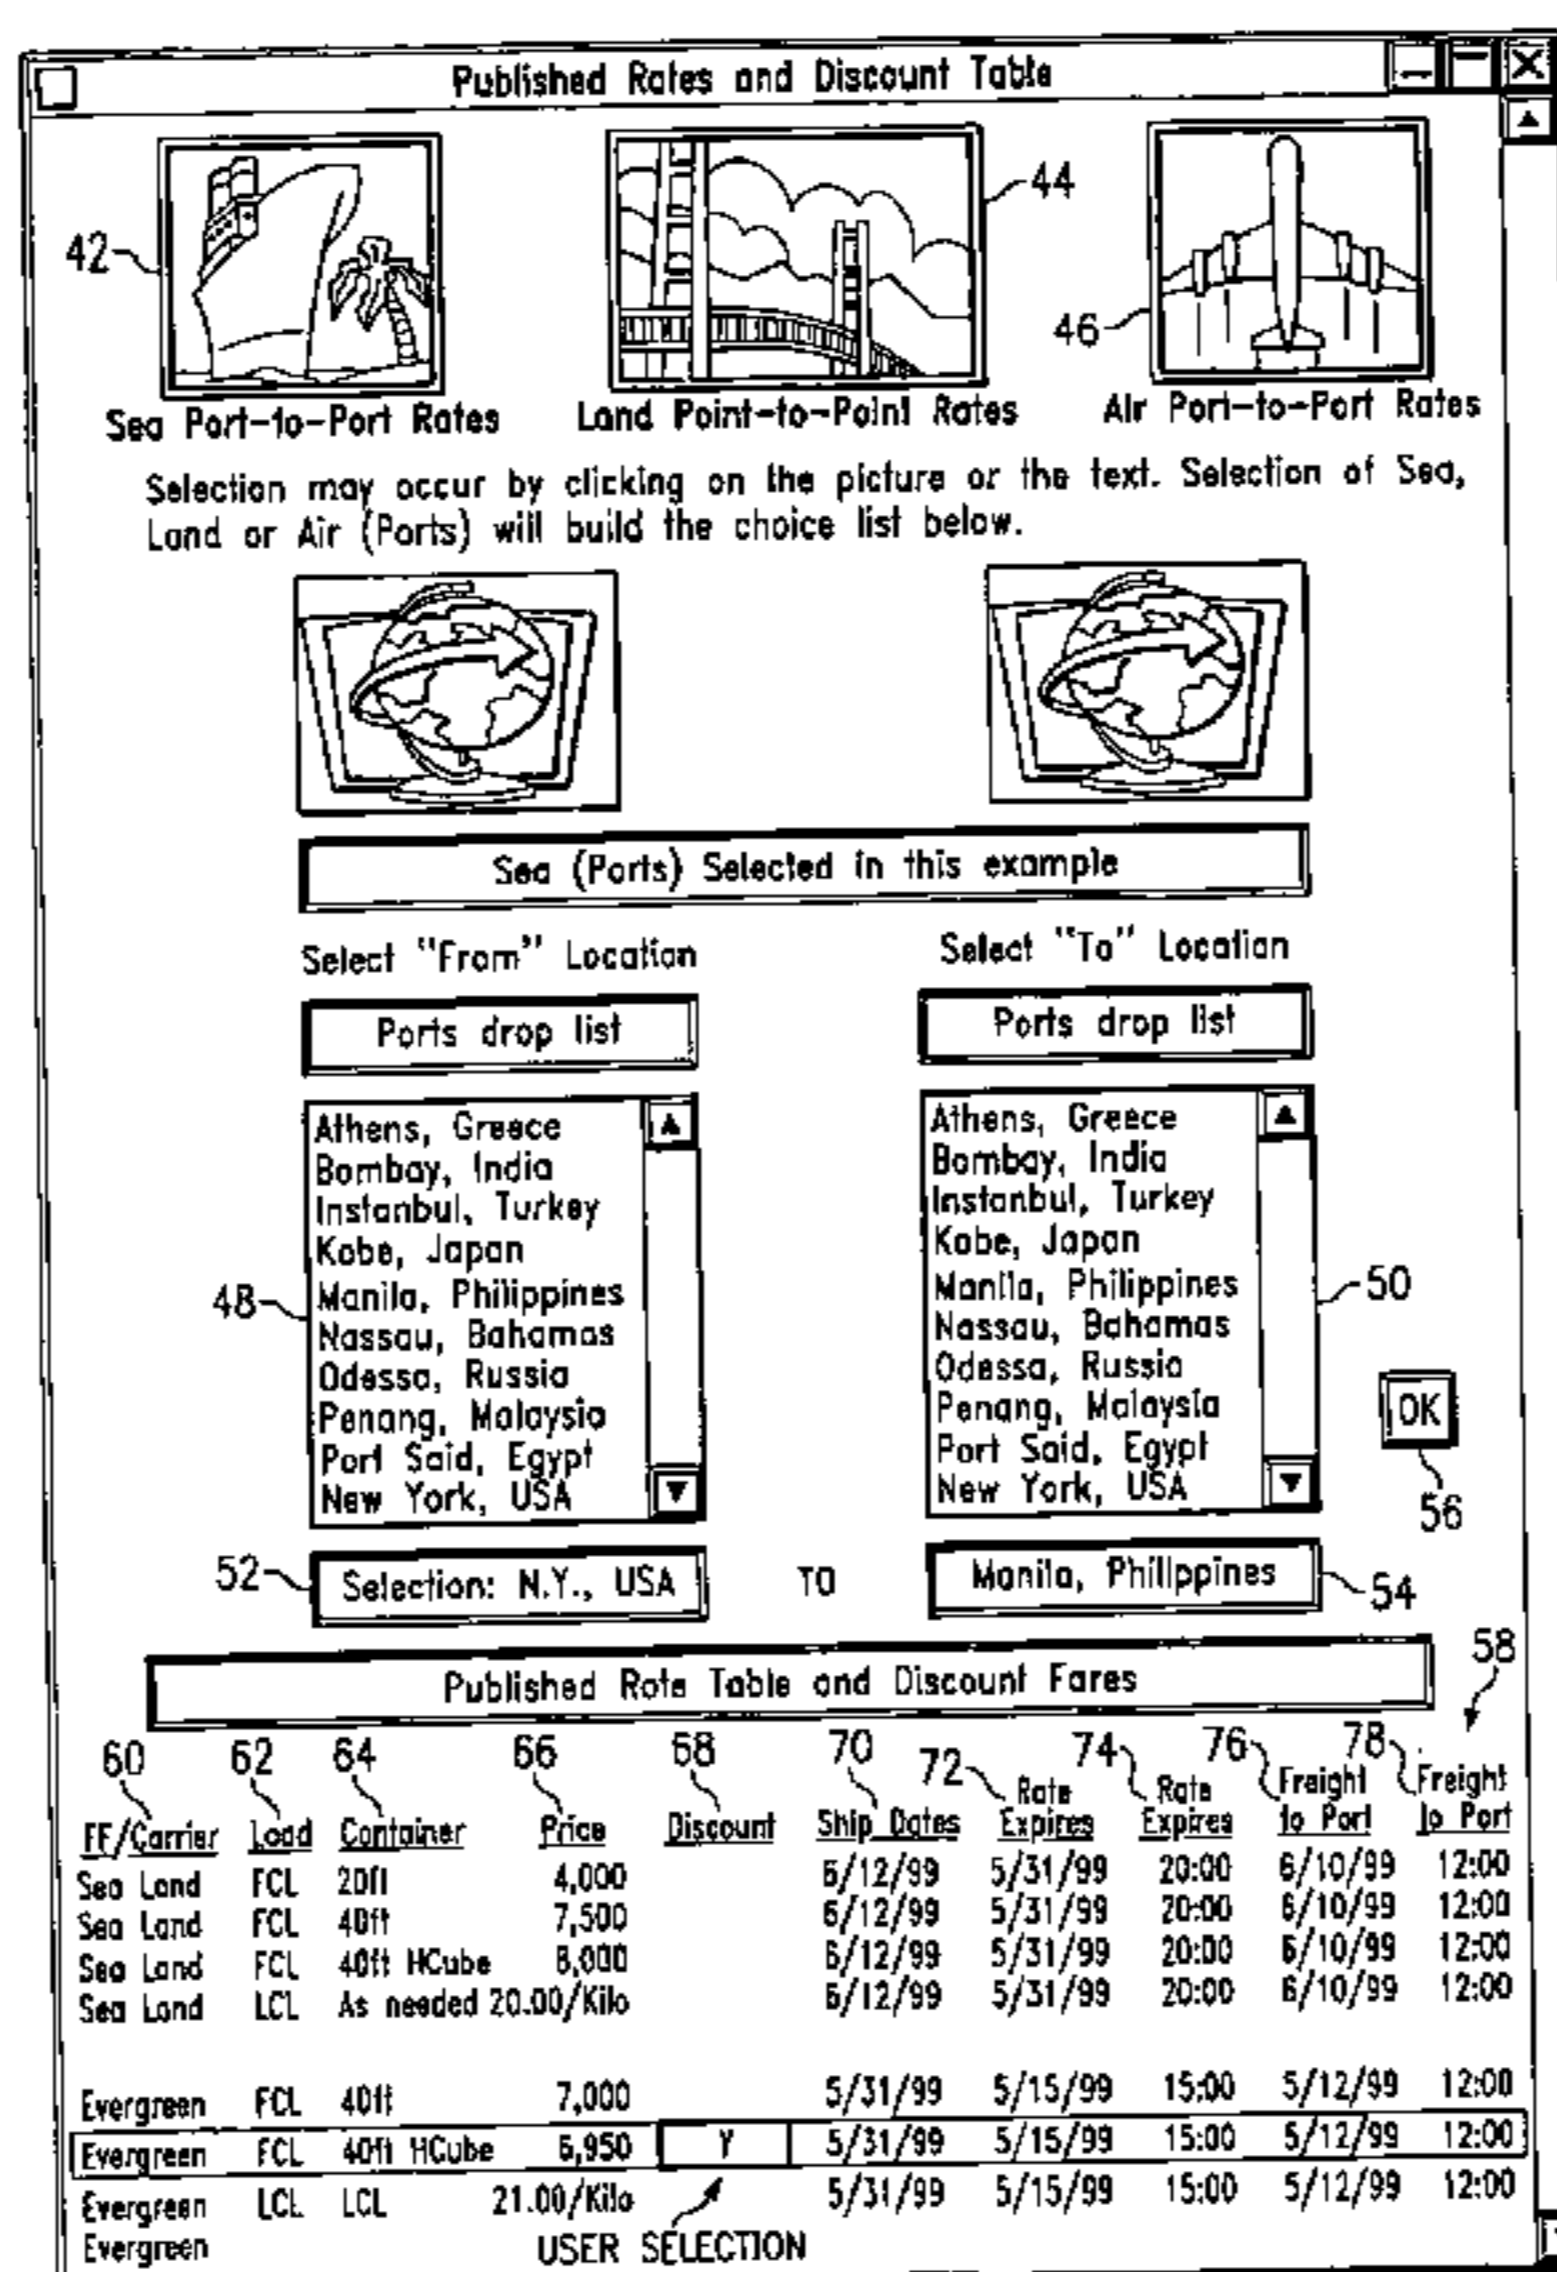 Published Rates and Discount Table
42
44
46
Sea Port-to-Port Rates
Land Point-to-Point Rates
Air Port-to-Port Rates
Selection may occur by clicking on the picture or the text. Selection of Sea,
Land or Air (Ports) will build the choice list below.
Sea (Ports) Selected in this example
Select "From" Location
Select "To" Location
Ports drop list
Ports drop list
Athens, Greece
Bombay, India
Instanbul, Turkey
Kobe, Japan
Manila, Philippines
Nassau, Bahamas
Odessa, Russia
Penang, Malaysia
Port Said, Egypt
New York, USA
48
Athens, Greece
Bombay, India
Instanbul, Turkey
Kobe, Japan
Manila, Philippines
Nassau, Bahamas
Odessa, Russia
Penang, Malaysia
Port Said, Egypt
New York, USA
50
OK
56
52
Selection: N.Y., USA
TO
Manila, Philippines
54
Published Rate Table and Discount Fares
58
60 62 64 66 68 70 72 74 76 78
FF/Carrier Load Container Price Discount Ship Dates Rate Expires Rate Expires Freight to Port Freight to Port
Sea Land FCL 20ft 4,000 6/12/99 5/31/99 20:00 6/10/99 12:00
Sea Land FCL 40ft 7,500 6/12/99 5/31/99 20:00 6/10/99 12:00
Sea Land FCL 40ft HCube 8,000 6/12/99 5/31/99 20:00 6/10/99 12:00
Sea Land LCL As needed 20.00/Kilo 6/12/99 5/31/99 20:00 6/10/99 12:00
Evergreen FCL 40ft 7,000 5/31/99 5/15/99 15:00 5/12/99 12:00
Evergreen FCL 40ft HCube 6,950 Y 5/31/99 5/15/99 15:00 5/12/99 12:00
Evergreen LCL LCL 21.00/Kilo 5/31/99 5/15/99 15:00 5/12/99 12:00
Evergreen
USER SELECTION